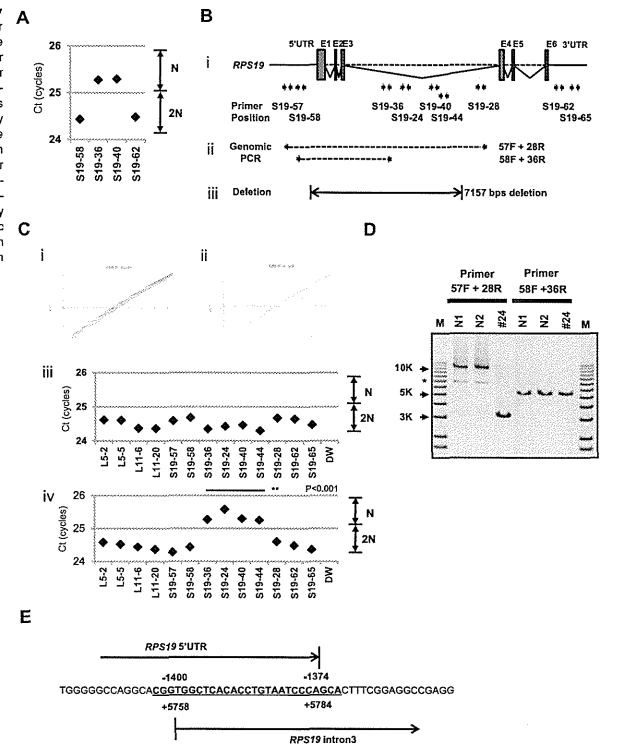 A
26
25
24
Ct (cycles)
N
2N
S19-58
S19-36
S19-40
S19-62
B
i
RPS19
5'UTR
E1
E2
E3
E4
E5
E6
3'UTR
Primer
Position
S19-57
S19-58
S19-36
S19-24
S19-40
S19-44
S19-28
S19-62
S19-65
ii
Genomic
PCR
57F + 28R
58F + 36R
iii
Deletion
7157 bps deletion
C
i
ii
iii
26
25
24
Ct (cycles)
N
2N
L5-2
L5-5
L11-6
L11-20
S19-57
S19-58
S19-36
S19-24
S19-40
S19-44
S19-28
S19-62
S19-65
DW
iv
**
P<0.001
26
25
24
Ct (cycles)
N
2N
L5-2
L5-5
L11-6
L11-20
S19-57
S19-58
S19-36
S19-24
S19-40
S19-44
S19-28
S19-62
S19-65
DW
D
Primer
57F + 28R
Primer
58F +36R
M
N1
N2
#24
N1
N2
#24
M
10K
*
5K
3K
E
RPS19 5'UTR
-1400
-1374
TGGGGGCCAGGCACGGTGGCTCACACCTGTAATCCCAGCACTTTCGGAGGCCGAGG
+5758
+5784
RPS19 intron3